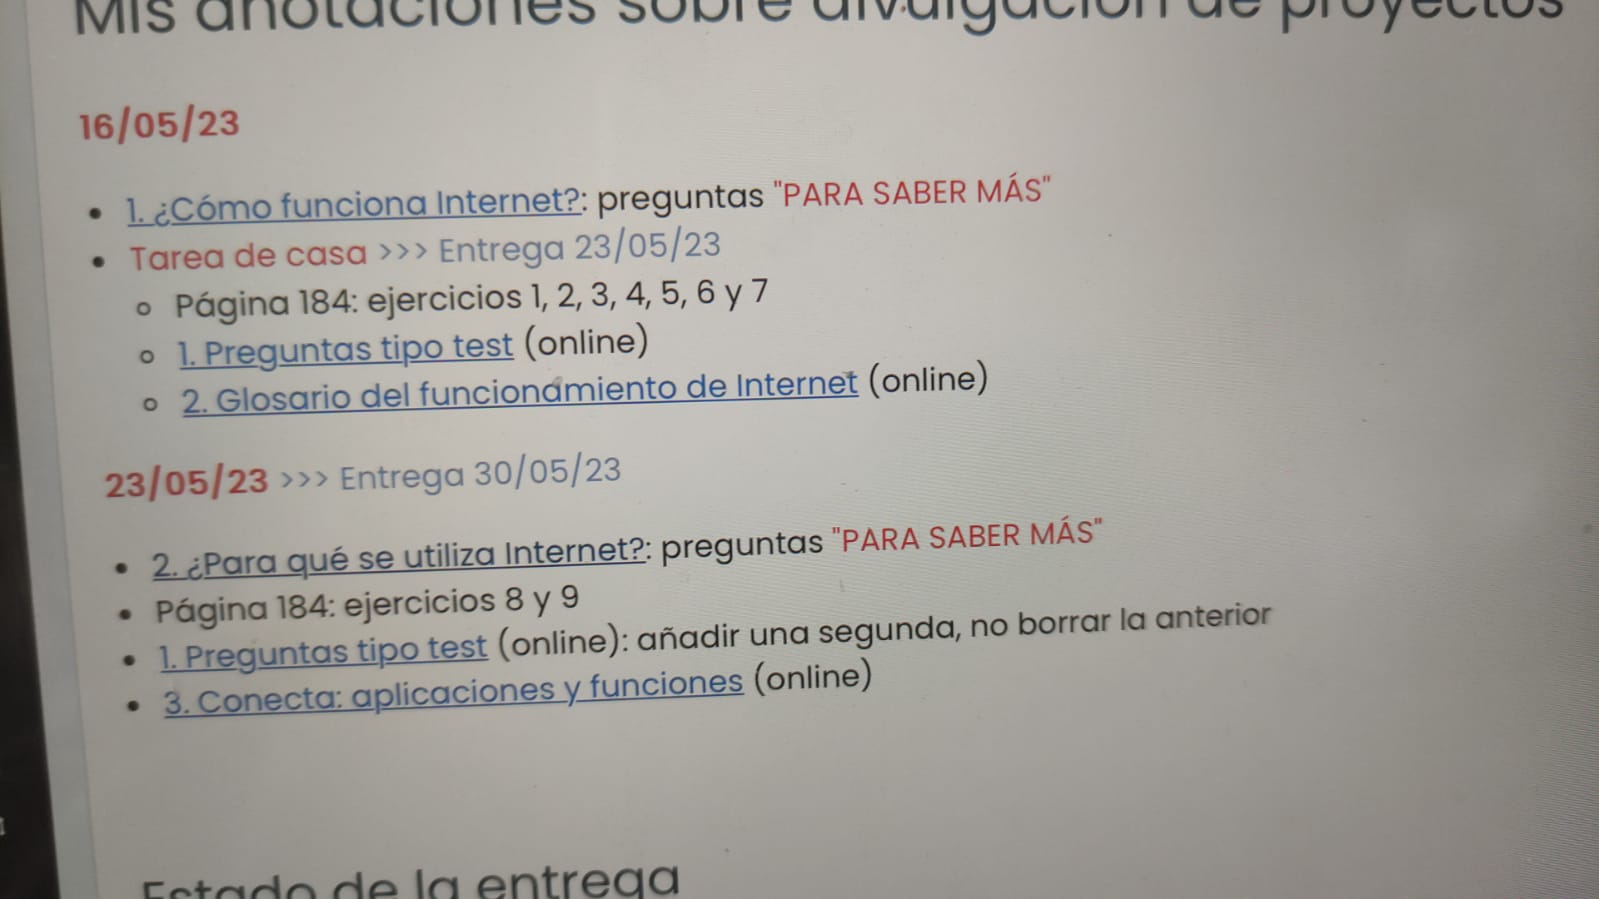 Mis anotaciones sobre divulgación de proyectos
16/05/23
• 1. ¿Cómo funciona Internet?: preguntas "PARA SABER MÁS"
• Tarea de casa >>> Entrega 23/05/23
○ Página 184: ejercicios 1, 2, 3, 4, 5, 6 y 7
○ 1. Preguntas tipo test (online)
○ 2. Glosario del funcionamiento de Internet (online)
23/05/23 >>> Entrega 30/05/23
• 2. ¿Para qué se utiliza Internet?: preguntas "PARA SABER MÁS"
• Página 184: ejercicios 8 y 9
• 1. Preguntas tipo test (online): añadir una segunda, no borrar la anterior
• 3. Conecta: aplicaciones y funciones (online)
Estado de la entrega